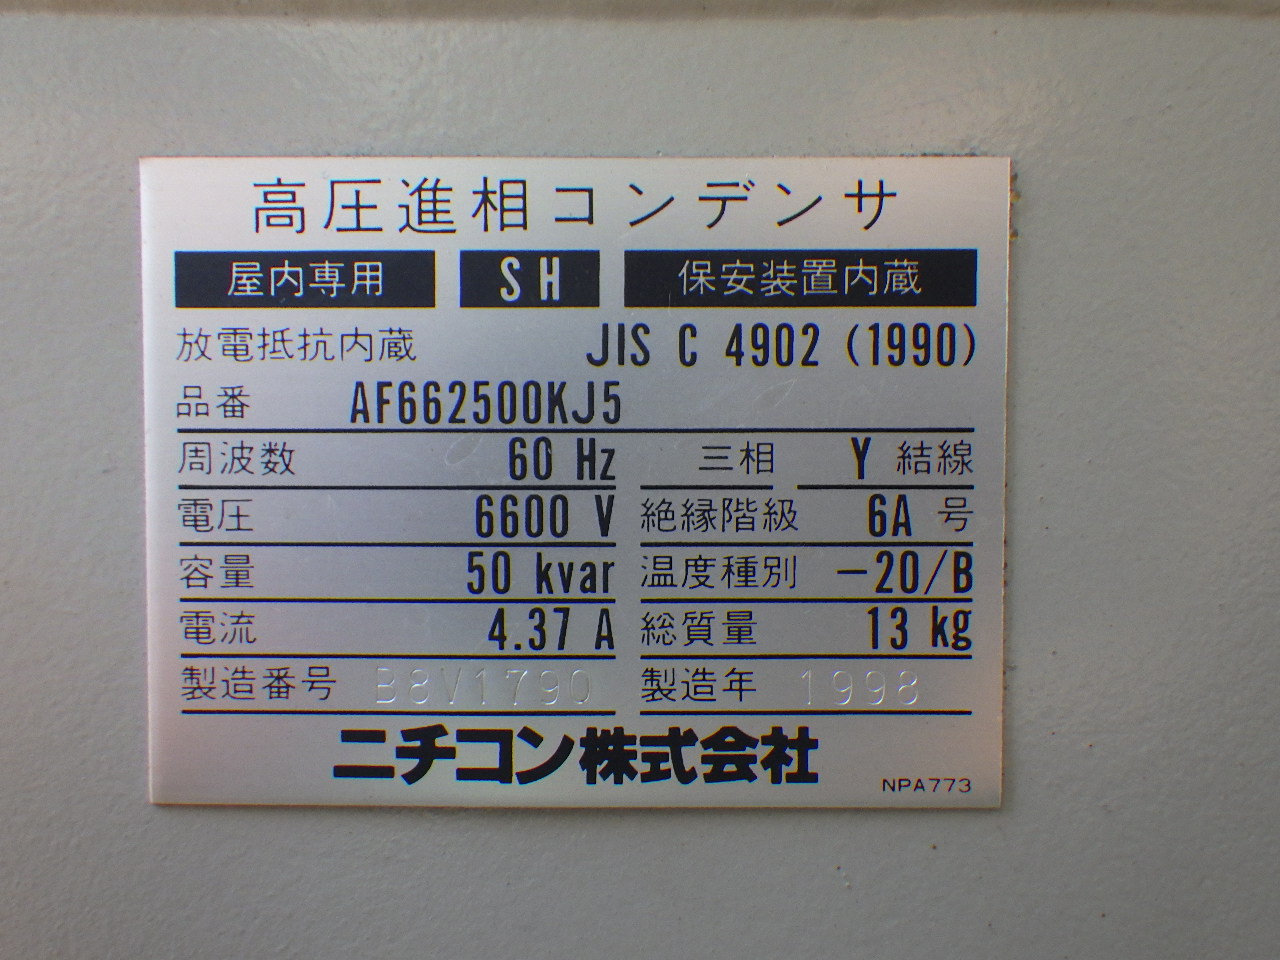 高圧進相コンデンサ
屋内専用 SH 保安装置内蔵
放電抵抗内蔵 JIS C 4902 (1990)
品番 AF662500KJ5
周波数 60 Hz 三相 Y 結線
電圧 6600 V 絶縁階級 6A 号
容量 50 kvar 温度種別 -20/B
電流 4.37 A 総質量 13 kg
製造番号 B8V1790 製造年 1998
ニチコン株式会社
NPA773